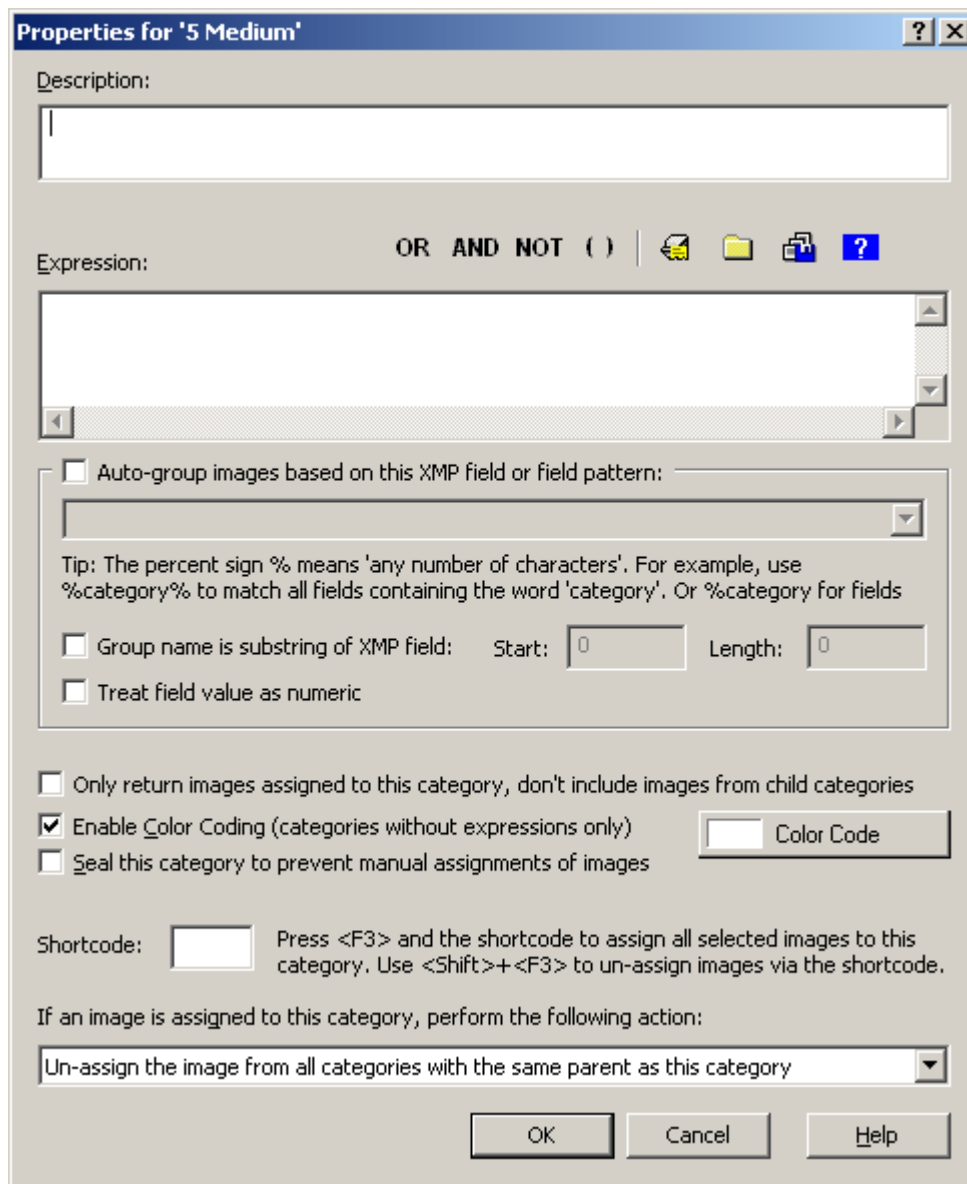 Properties for '5 Medium'
Description:
OR AND NOT ( )
Expression:
Auto-group images based on this XMP field or field pattern:
Tip: The percent sign % means 'any number of characters'. For example, use
%category% to match all fields containing the word 'category'. Or %category for fields
Group name is substring of XMP field: Start: 0 Length: 0
Treat field value as numeric
Only return images assigned to this category, don't include images from child categories
Enable Color Coding (categories without expressions only) Color Code
Seal this category to prevent manual assignments of images
Shortcode: Press <F3> and the shortcode to assign all selected images to this
category. Use <Shift>+<F3> to un-assign images via the shortcode.
If an image is assigned to this category, perform the following action:
Un-assign the image from all categories with the same parent as this category
OK Cancel Help